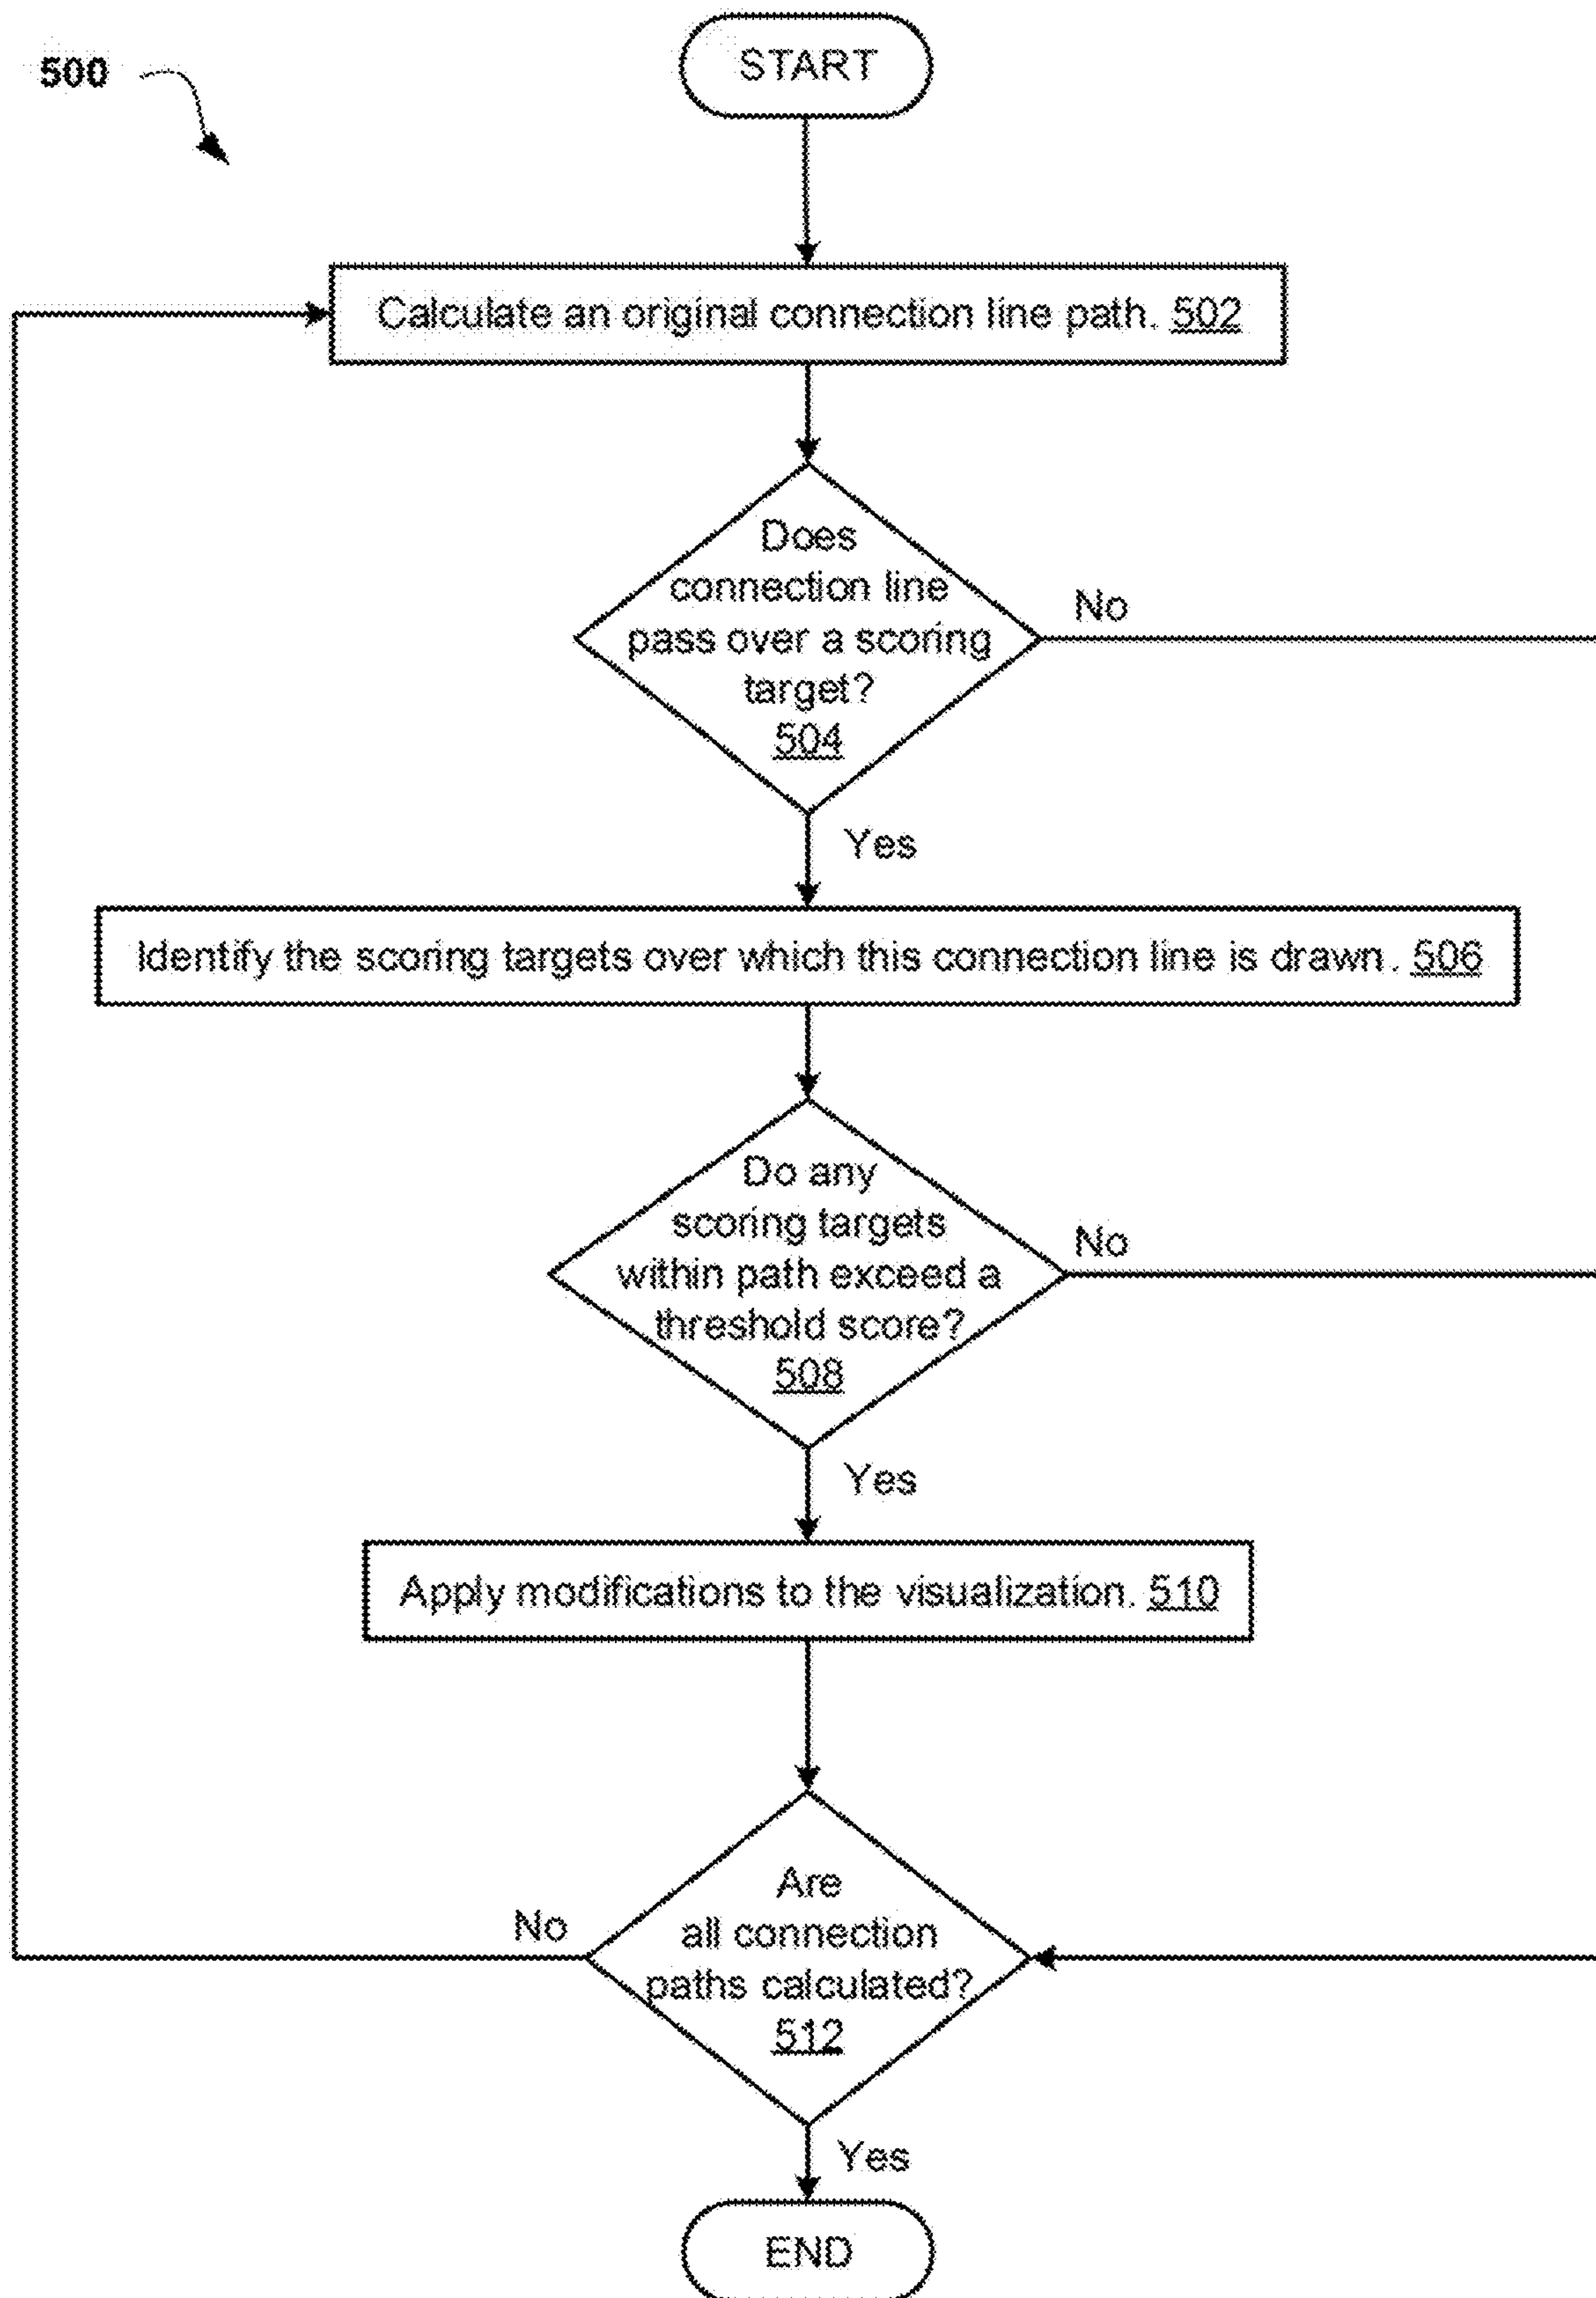 500
START
Calculate an original connection line path. 502
Does
connection line
pass over a scoring
target?
504
No
Yes
Identify the scoring targets over which this connection line is drawn. 506
Do any
scoring targets
within path exceed a
threshold score?
508
No
Yes
Apply modifications to the visualization. 510
Are
all connection
paths calculated?
512
No
Yes
END